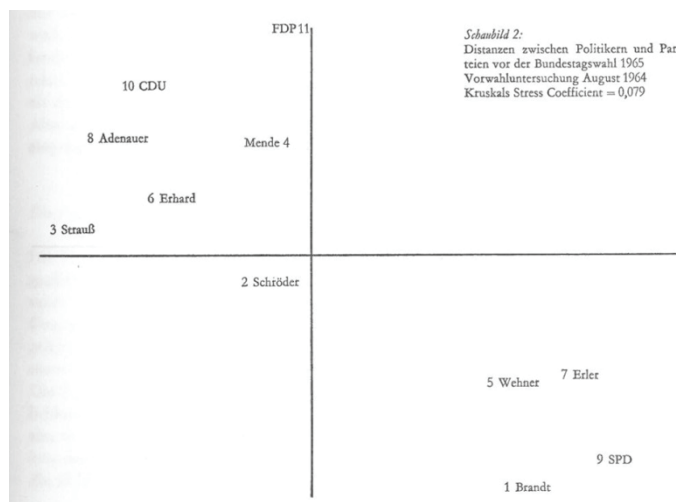 FDP 11
Schaubild 2:
Distanzen zwischen Politikern und Par
teien vor der Bundestagswahl 1965
Vorwahluntersuchung August 1964
Kruskals Stress Coefficient = 0,079
10 CDU
8 Adenauer
Mende 4
6 Erhard
3 Strauß
2 Schröder
5 Wehner
7 Erler
9 SPD
1 Brandt